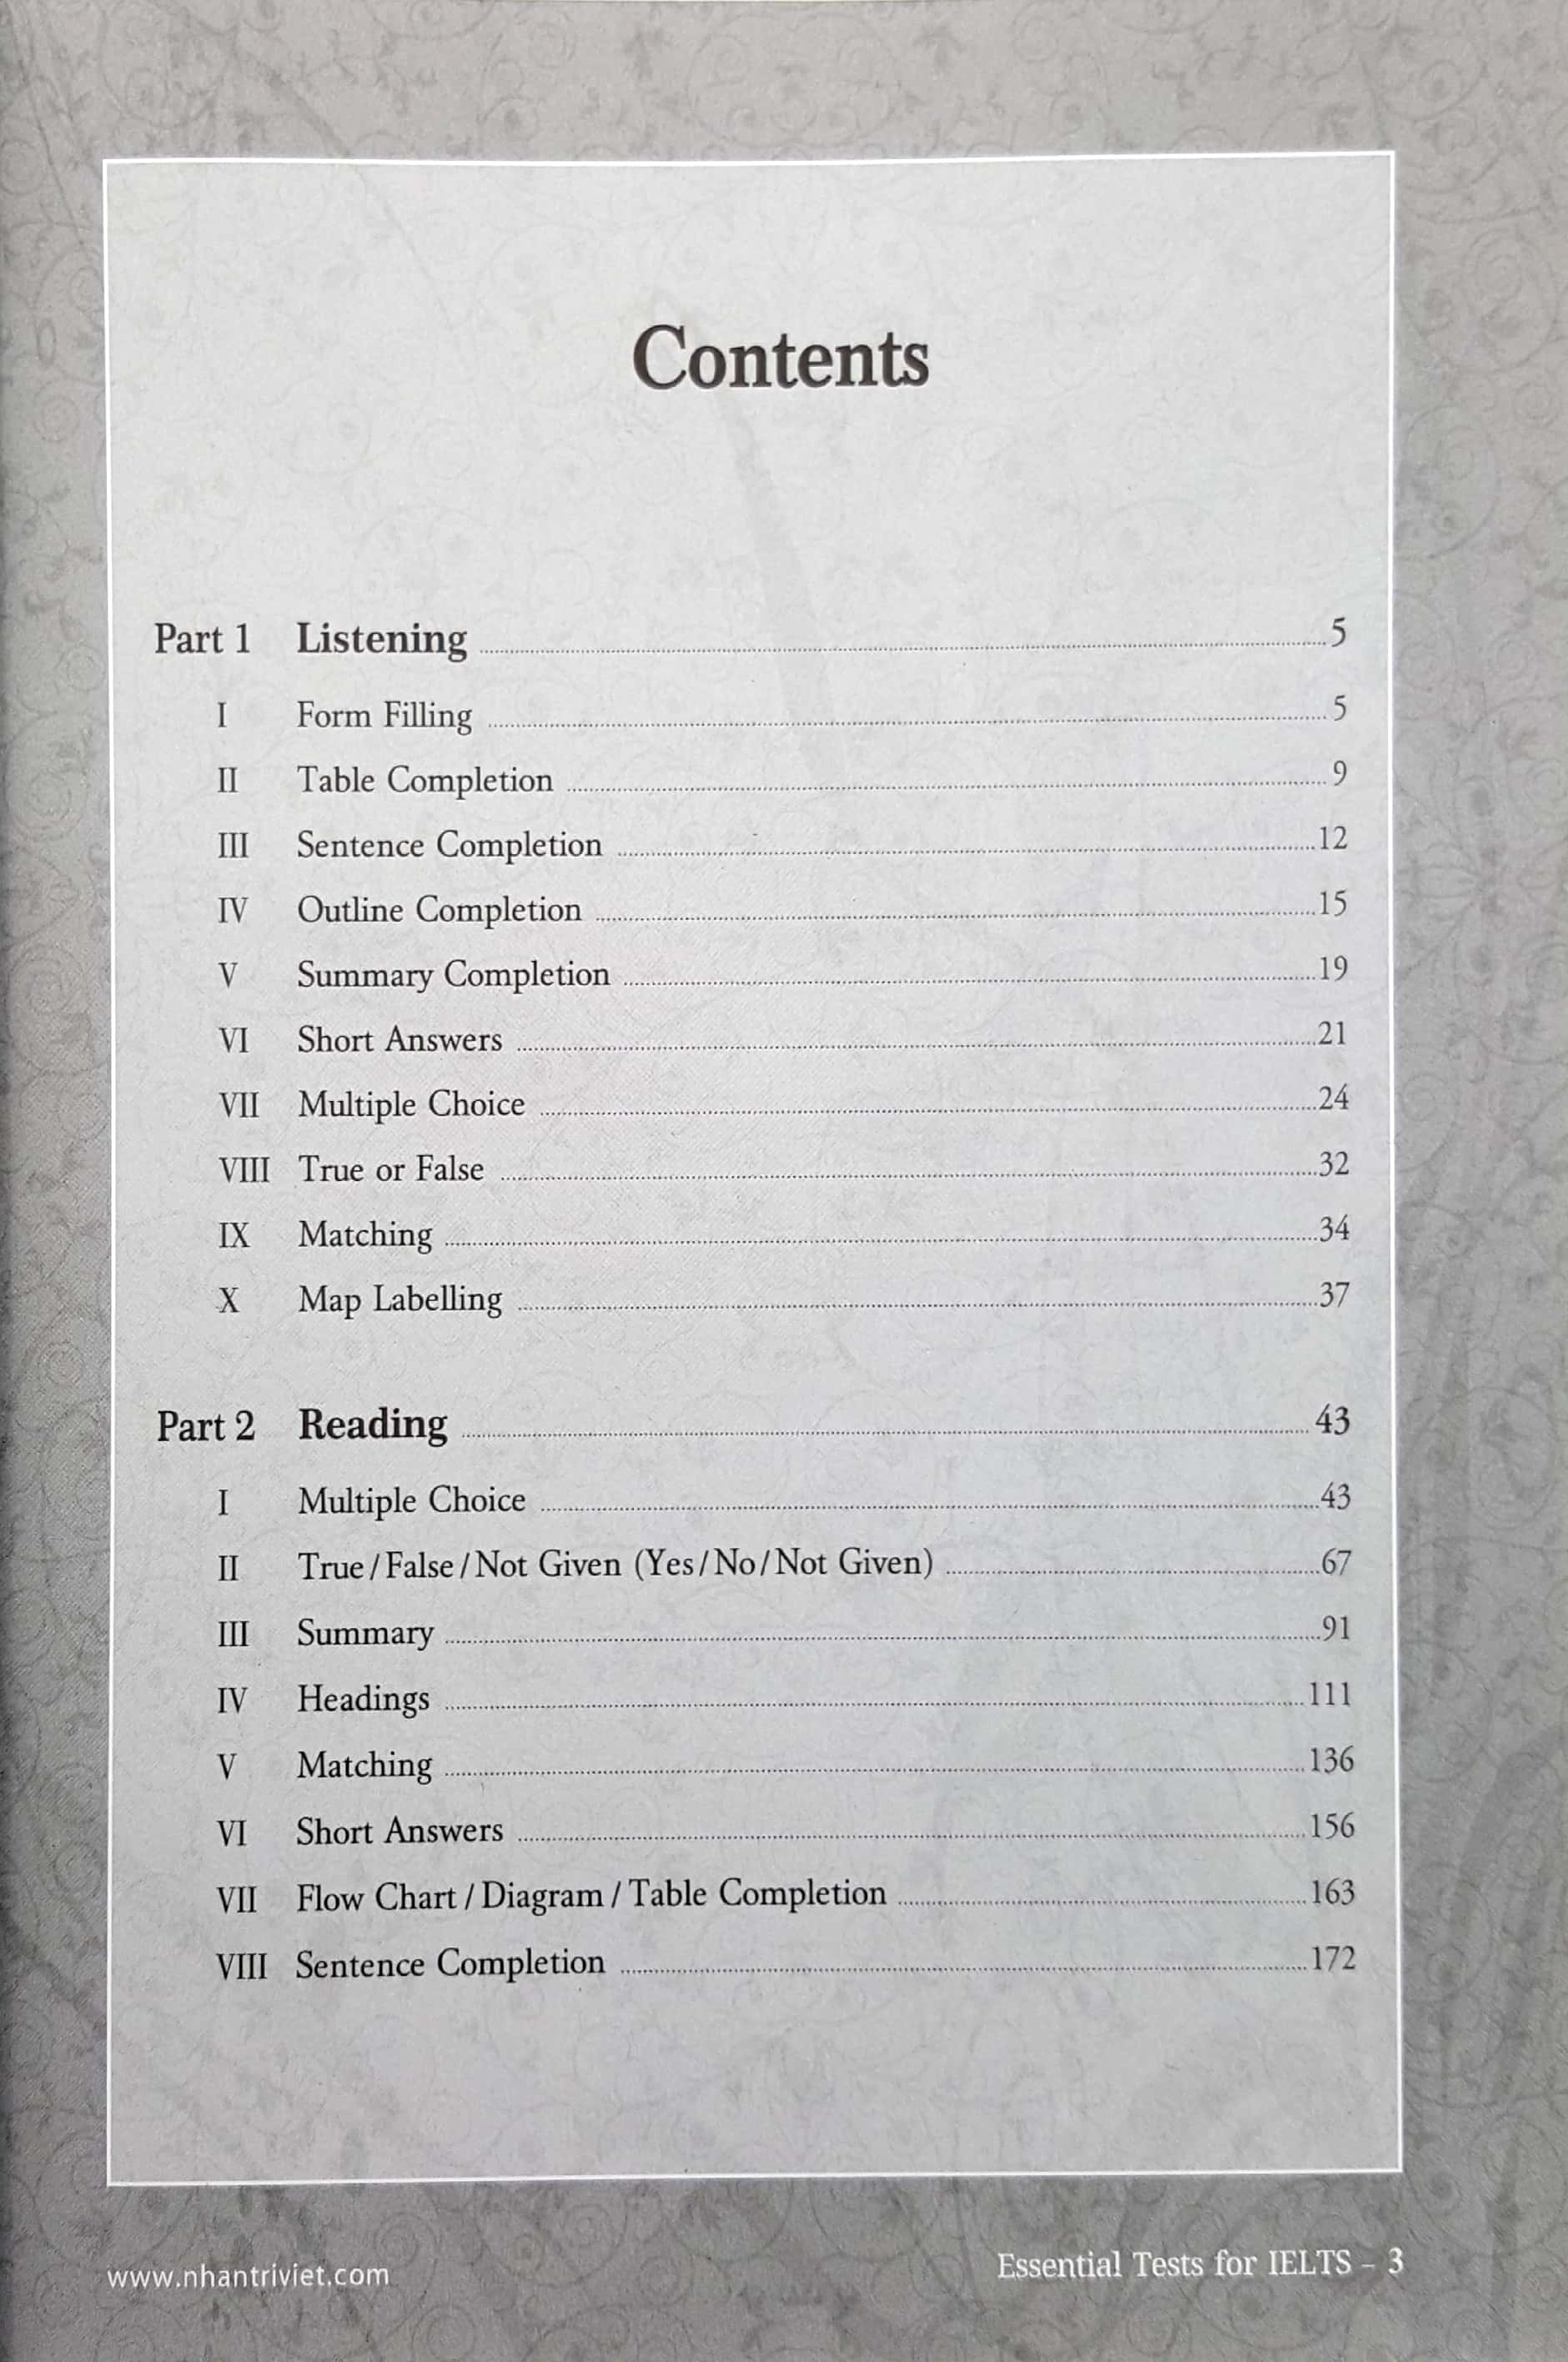 Contents
Part 1 Listening 5
I Form Filling 5
II Table Completion 9
III Sentence Completion 12
IV Outline Completion 15
V Summary Completion 19
VI Short Answers 21
VII Multiple Choice 24
VIII True or False 32
IX Matching 34
X Map Labelling 37
Part 2 Reading 43
I Multiple Choice 43
II True / False / Not Given (Yes / No / Not Given) 67
III Summary 91
IV Headings 111
V Matching 136
VI Short Answers 156
VII Flow Chart / Diagram / Table Completion 163
VIII Sentence Completion 172
www.nhantriviet.com
Essential Tests for IELTS – 3